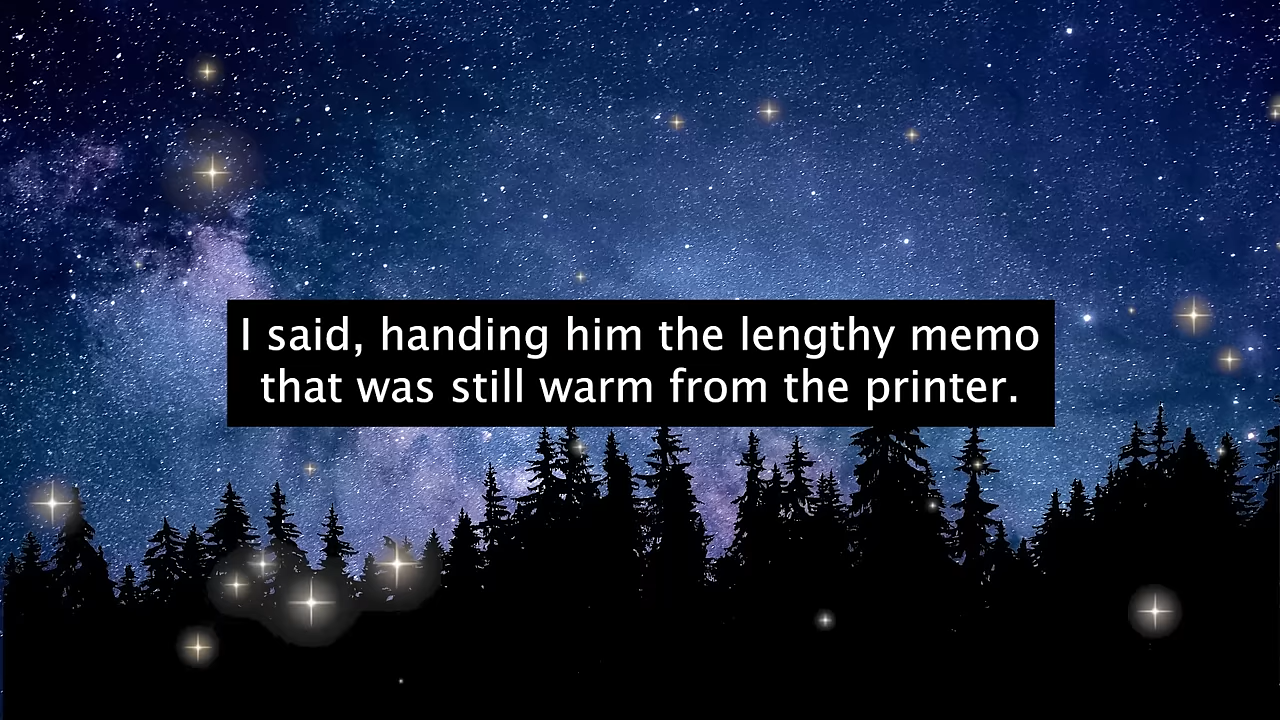 I said, handing him the lengthy memo
that was still warm from the printer.